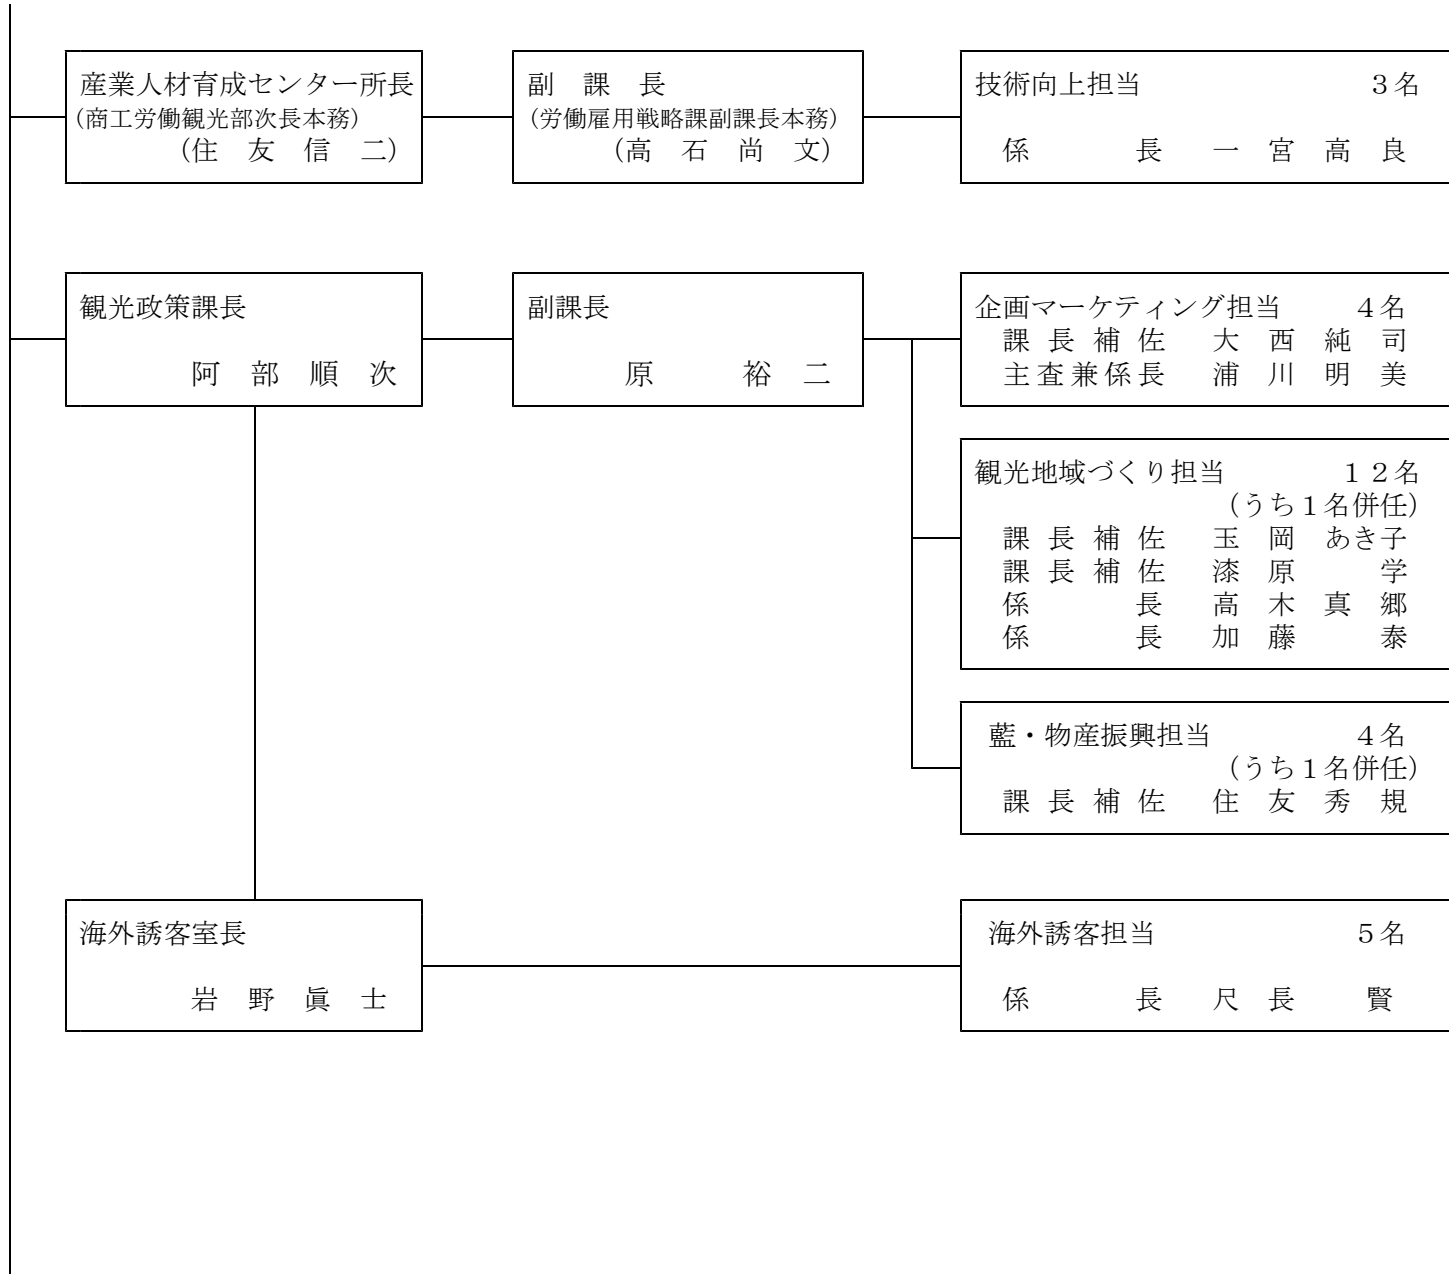 産業人材育成センター所長
(商工労働観光部次長本務)
(住　友　信　二)
副　課　長
(労働雇用戦略課副課長本務)
(高　石　尚　文)
技術向上担当　　　　　３名
係　　　長　一　宮　高　良
観光政策課長
阿　部　順　次
副課長
原　　　裕　二
企画マーケティング担当　　４名
課　長　補　佐　大　西　純　司
主査兼係長　浦　川　明　美
観光地域づくり担当　　　１２名
(うち１名併任)
課　長　補　佐　玉　岡　あき子
課　長　補　佐　漆　原　　　学
係　　　長　高　木　真　郷
係　　　長　加　藤　　　泰
藍・物産振興担当　　　　４名
(うち１名併任)
課　長　補　佐　住　友　秀　規
海外誘客室長
岩　野　眞　士
海外誘客担当　　　　　５名
係　　　長　尺　長　　　賢